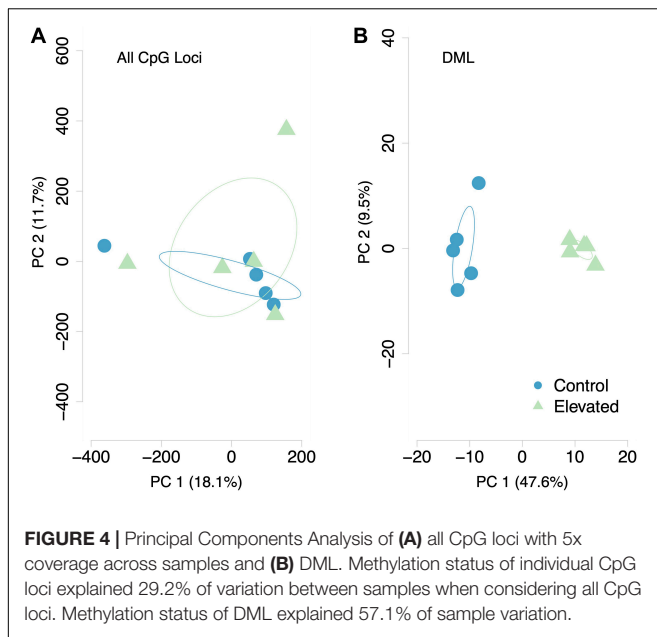 A
B
All CpG Loci
DML
600
400
200
0
−200
−400
PC 2 (11.7%)
−400
−200
0
200
PC 1 (18.1%)
40
20
0
−20
PC 2 (9.5%)
−20
−10
0
10
20
PC 1 (47.6%)
Control
Elevated
FIGURE 4 | Principal Components Analysis of (A) all CpG loci with 5x
coverage across samples and (B) DML. Methylation status of individual CpG
loci explained 29.2% of variation between samples when considering all CpG
loci. Methylation status of DML explained 57.1% of sample variation.